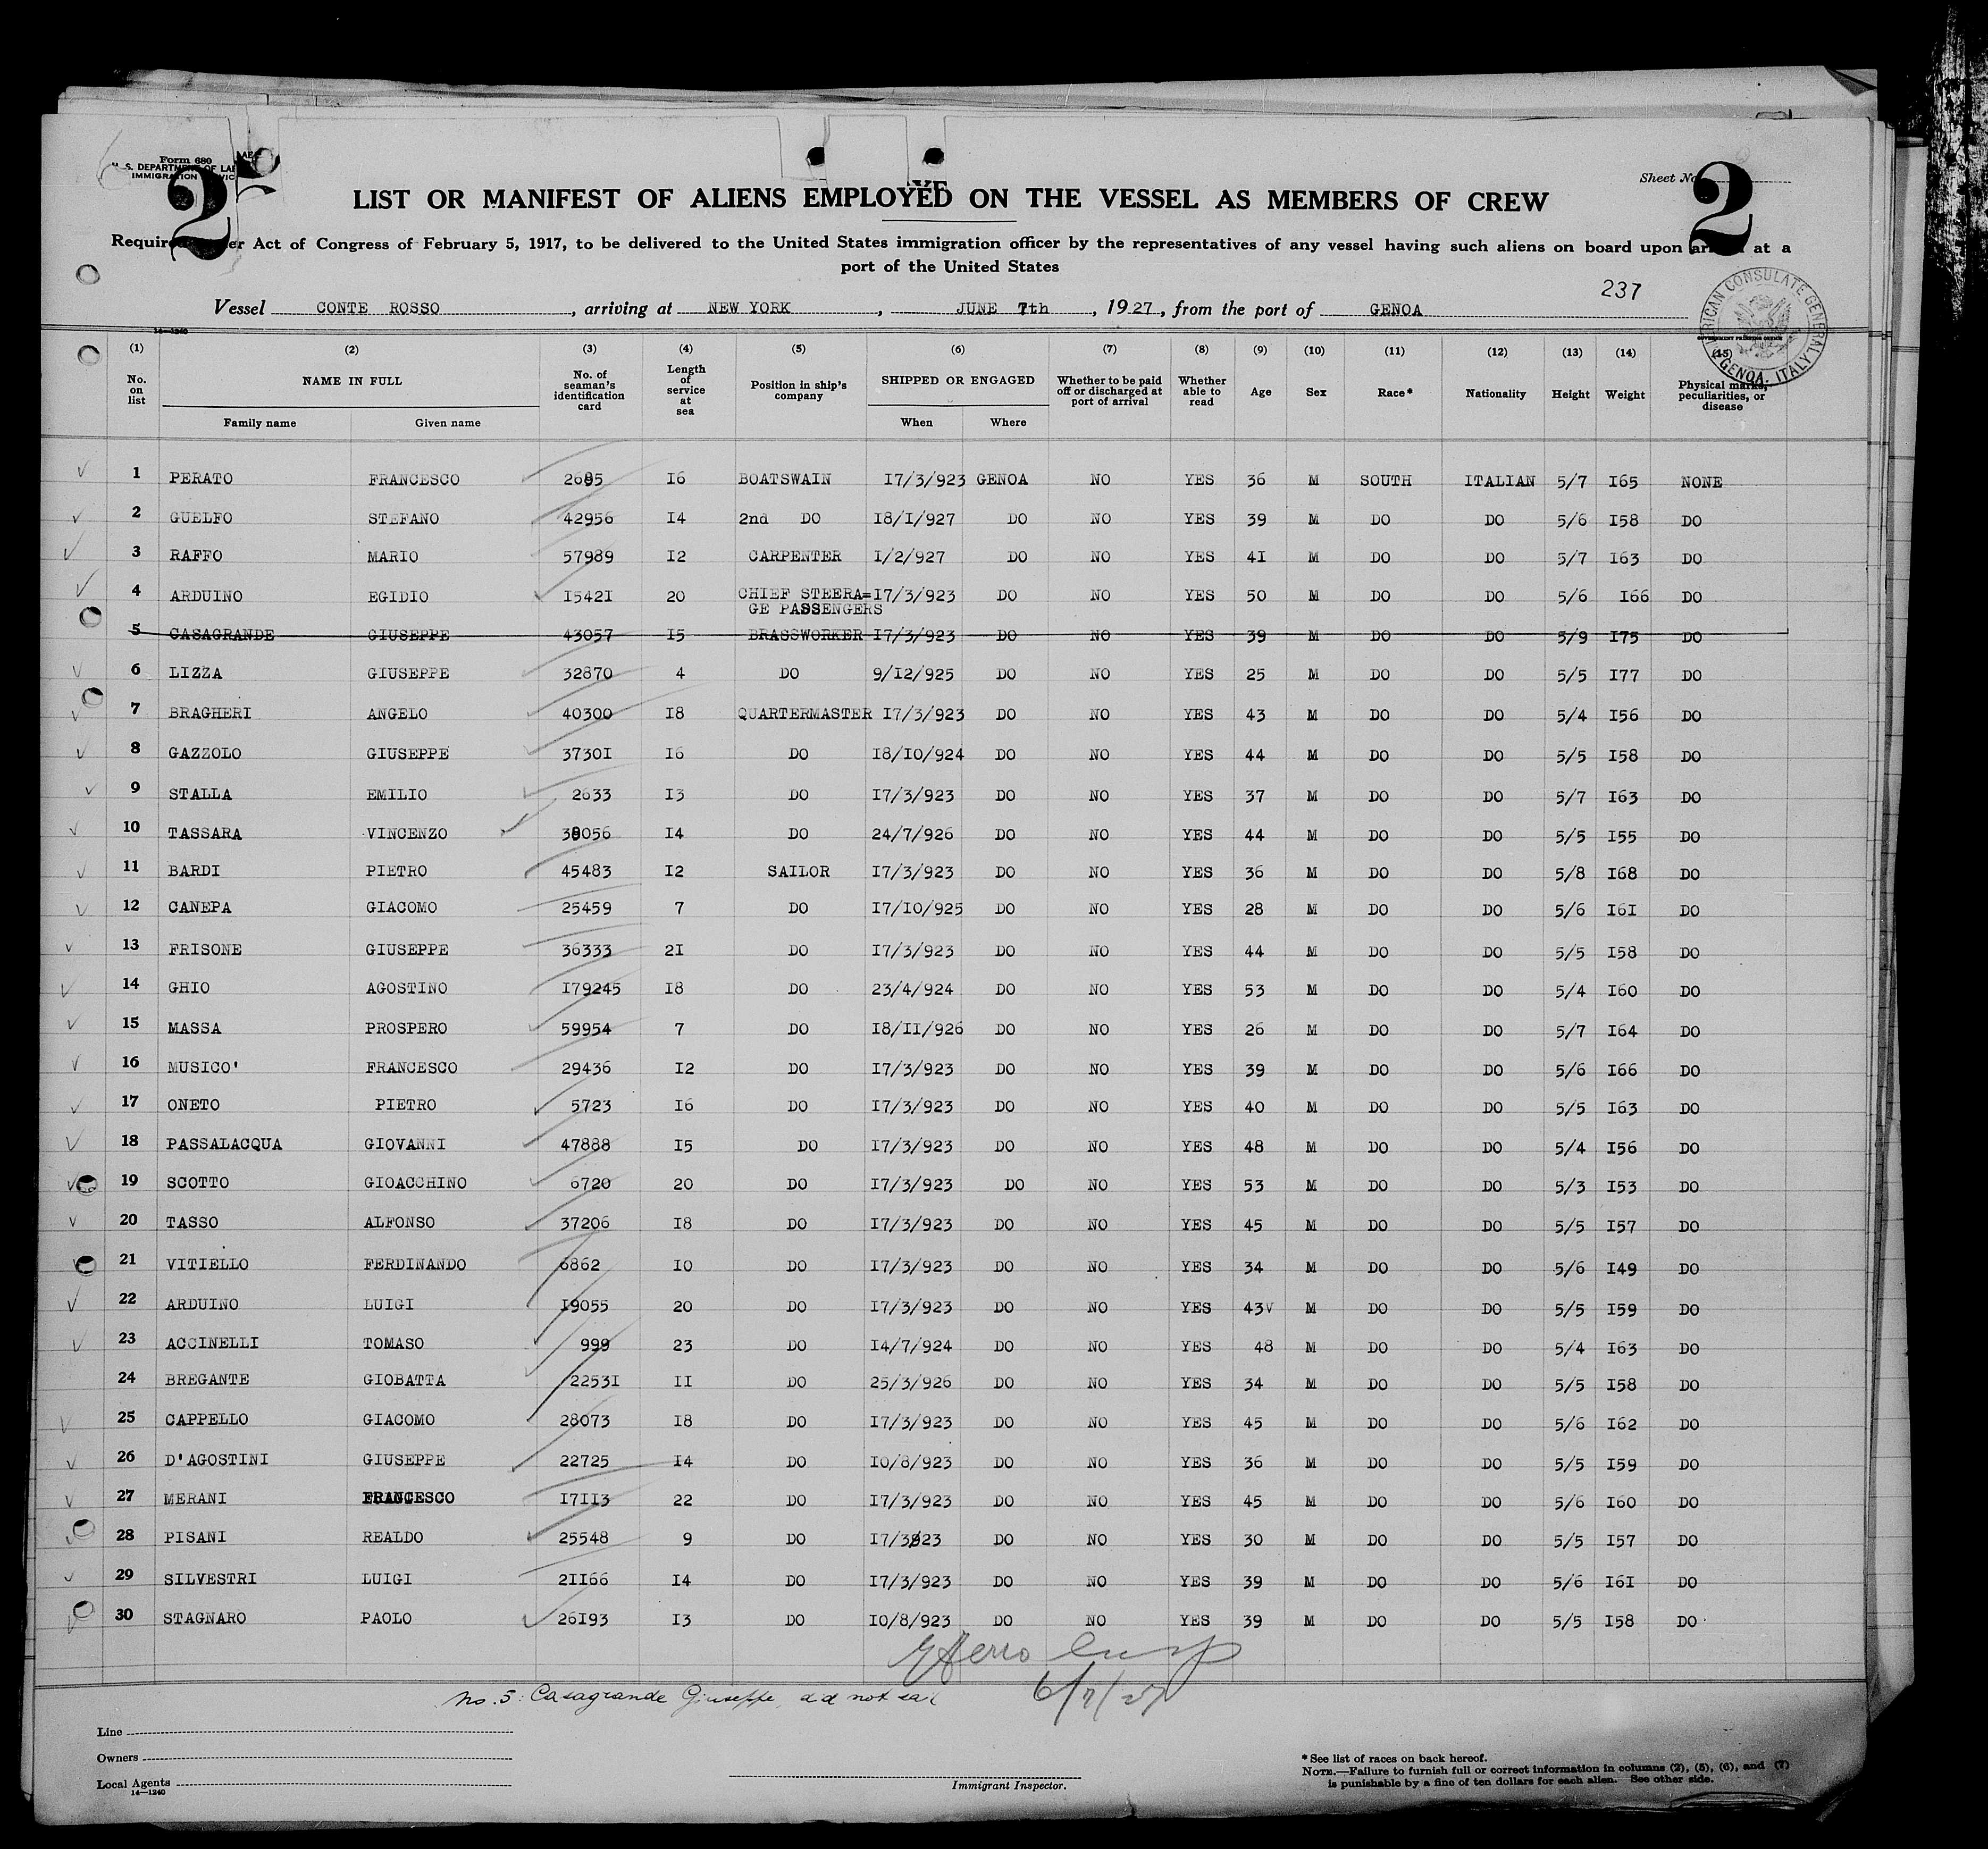 Form 680
U. S. DEPARTMENT OF LAB
IMMIGRATION SERVICE
2
Sheet No.
2
LIST OR MANIFEST OF ALIENS EMPLOYED ON THE VESSEL AS MEMBERS OF CREW
Required under Act of Congress of February 5, 1917, to be delivered to the United States immigration officer by the representatives of any vessel having such aliens on board upon arrival at a
port of the United States
237
AMERICAN CONSULATE GENERAL GENOA, ITALY
Vessel CONTE ROSSO, arriving at NEW YORK, JUNE 7th, 1927, from the port of GENOA
14—1240
GOVERNMENT PRINTING OFFICE
(1) (2) (3) (4) (5) (6) (7) (8) (9) (10) (11) (12) (13) (14) (15)
No. on list NAME IN FULL No. of seaman's identification card Length of service at sea Position in ship's company SHIPPED OR ENGAGED Whether to be paid off or discharged at port of arrival Whether able to read Age Sex Race* Nationality Height Weight Physical marks, peculiarities, or disease
Family name Given name When Where
1 PERATO FRANCESCO 2685 16 BOATSWAIN 17/3/923 GENOA NO YES 36 M SOUTH ITALIAN 5/7 165 NONE
2 GUELFO STEFANO 42956 14 2nd DO 18/1/927 DO NO YES 39 M DO DO 5/6 158 DO
3 RAFFO MARIO 57989 12 CARPENTER 1/2/927 DO NO YES 41 M DO DO 5/7 163 DO
4 ARDUINO EGIDIO 15421 20 CHIEF STEERA= 17/3/923 DO NO YES 50 M DO DO 5/6 166 DO
GE PASSENGERS
5 CASAGRANDE GIUSEPPE 43057 15 BRASSWORKER 17/3/923 DO NO YES 39 M DO DO 5/9 175 DO
6 LIZZA GIUSEPPE 32870 4 DO 9/12/925 DO NO YES 25 M DO DO 5/5 177 DO
7 BRAGHERI ANGELO 40300 18 QUARTERMASTER 17/3/923 DO NO YES 43 M DO DO 5/4 156 DO
8 GAZZOLO GIUSEPPE 37301 16 DO 18/10/924 DO NO YES 44 M DO DO 5/5 158 DO
9 STALLA EMILIO 2633 13 DO 17/3/923 DO NO YES 37 M DO DO 5/7 163 DO
10 TASSARA VINCENZO 38056 14 DO 24/7/926 DO NO YES 44 M DO DO 5/5 155 DO
11 BARDI PIETRO 45483 12 SAILOR 17/3/923 DO NO YES 36 M DO DO 5/8 168 DO
12 CANEPA GIACOMO 25459 7 DO 17/10/925 DO NO YES 28 M DO DO 5/6 161 DO
13 FRISONE GIUSEPPE 36333 21 DO 17/3/923 DO NO YES 44 M DO DO 5/5 158 DO
14 GHIO AGOSTINO 179245 18 DO 23/4/924 DO NO YES 53 M DO DO 5/4 160 DO
15 MASSA PROSPERO 59954 7 DO 18/11/926 DO NO YES 26 M DO DO 5/7 164 DO
16 MUSICO' FRANCESCO 29436 12 DO 17/3/923 DO NO YES 39 M DO DO 5/6 166 DO
17 ONETO PIETRO 5723 16 DO 17/3/923 DO NO YES 40 M DO DO 5/5 163 DO
18 PASSALACQUA GIOVANNI 47888 15 DO 17/3/923 DO NO YES 48 M DO DO 5/4 156 DO
19 SCOTTO GIOACCHINO 6720 20 DO 17/3/923 DO NO YES 53 M DO DO 5/3 153 DO
20 TASSO ALFONSO 37206 18 DO 17/3/923 DO NO YES 45 M DO DO 5/5 157 DO
21 VITIELLO FERDINANDO 6862 10 DO 17/3/923 DO NO YES 34 M DO DO 5/6 149 DO
22 ARDUINO LUIGI 19055 20 DO 17/3/923 DO NO YES 43 M DO DO 5/5 159 DO
23 ACCINELLI TOMASO 999 23 DO 14/7/924 DO NO YES 48 M DO DO 5/4 163 DO
24 BREGANTE GIOBATTA 22531 11 DO 25/3/926 DO NO YES 34 M DO DO 5/5 158 DO
25 CAPPELLO GIACOMO 28073 18 DO 17/3/923 DO NO YES 45 M DO DO 5/6 162 DO
26 D'AGOSTINI GIUSEPPE 22725 14 DO 10/8/923 DO NO YES 36 M DO DO 5/5 159 DO
27 MERANI FRANCESCO 17113 22 DO 17/3/923 DO NO YES 45 M DO DO 5/6 160 DO
28 PISANI REALDO 25548 9 DO 17/3/923 DO NO YES 30 M DO DO 5/5 157 DO
29 SILVESTRI LUIGI 21166 14 DO 17/3/923 DO NO YES 39 M DO DO 5/6 161 DO
30 STAGNARO PAOLO 26193 13 DO 10/8/923 DO NO YES 39 M DO DO 5/5 158 DO
No. 5: Casagrande Giuseppe, did not sail 6/7/27
Line
Owners
Local Agents
14—1240
Immigrant Inspector.
* See list of races on back hereof.
NOTE.—Failure to furnish full or correct information in columns (2), (5), (6), and (7)
is punishable by a fine of ten dollars for each alien. See other side.